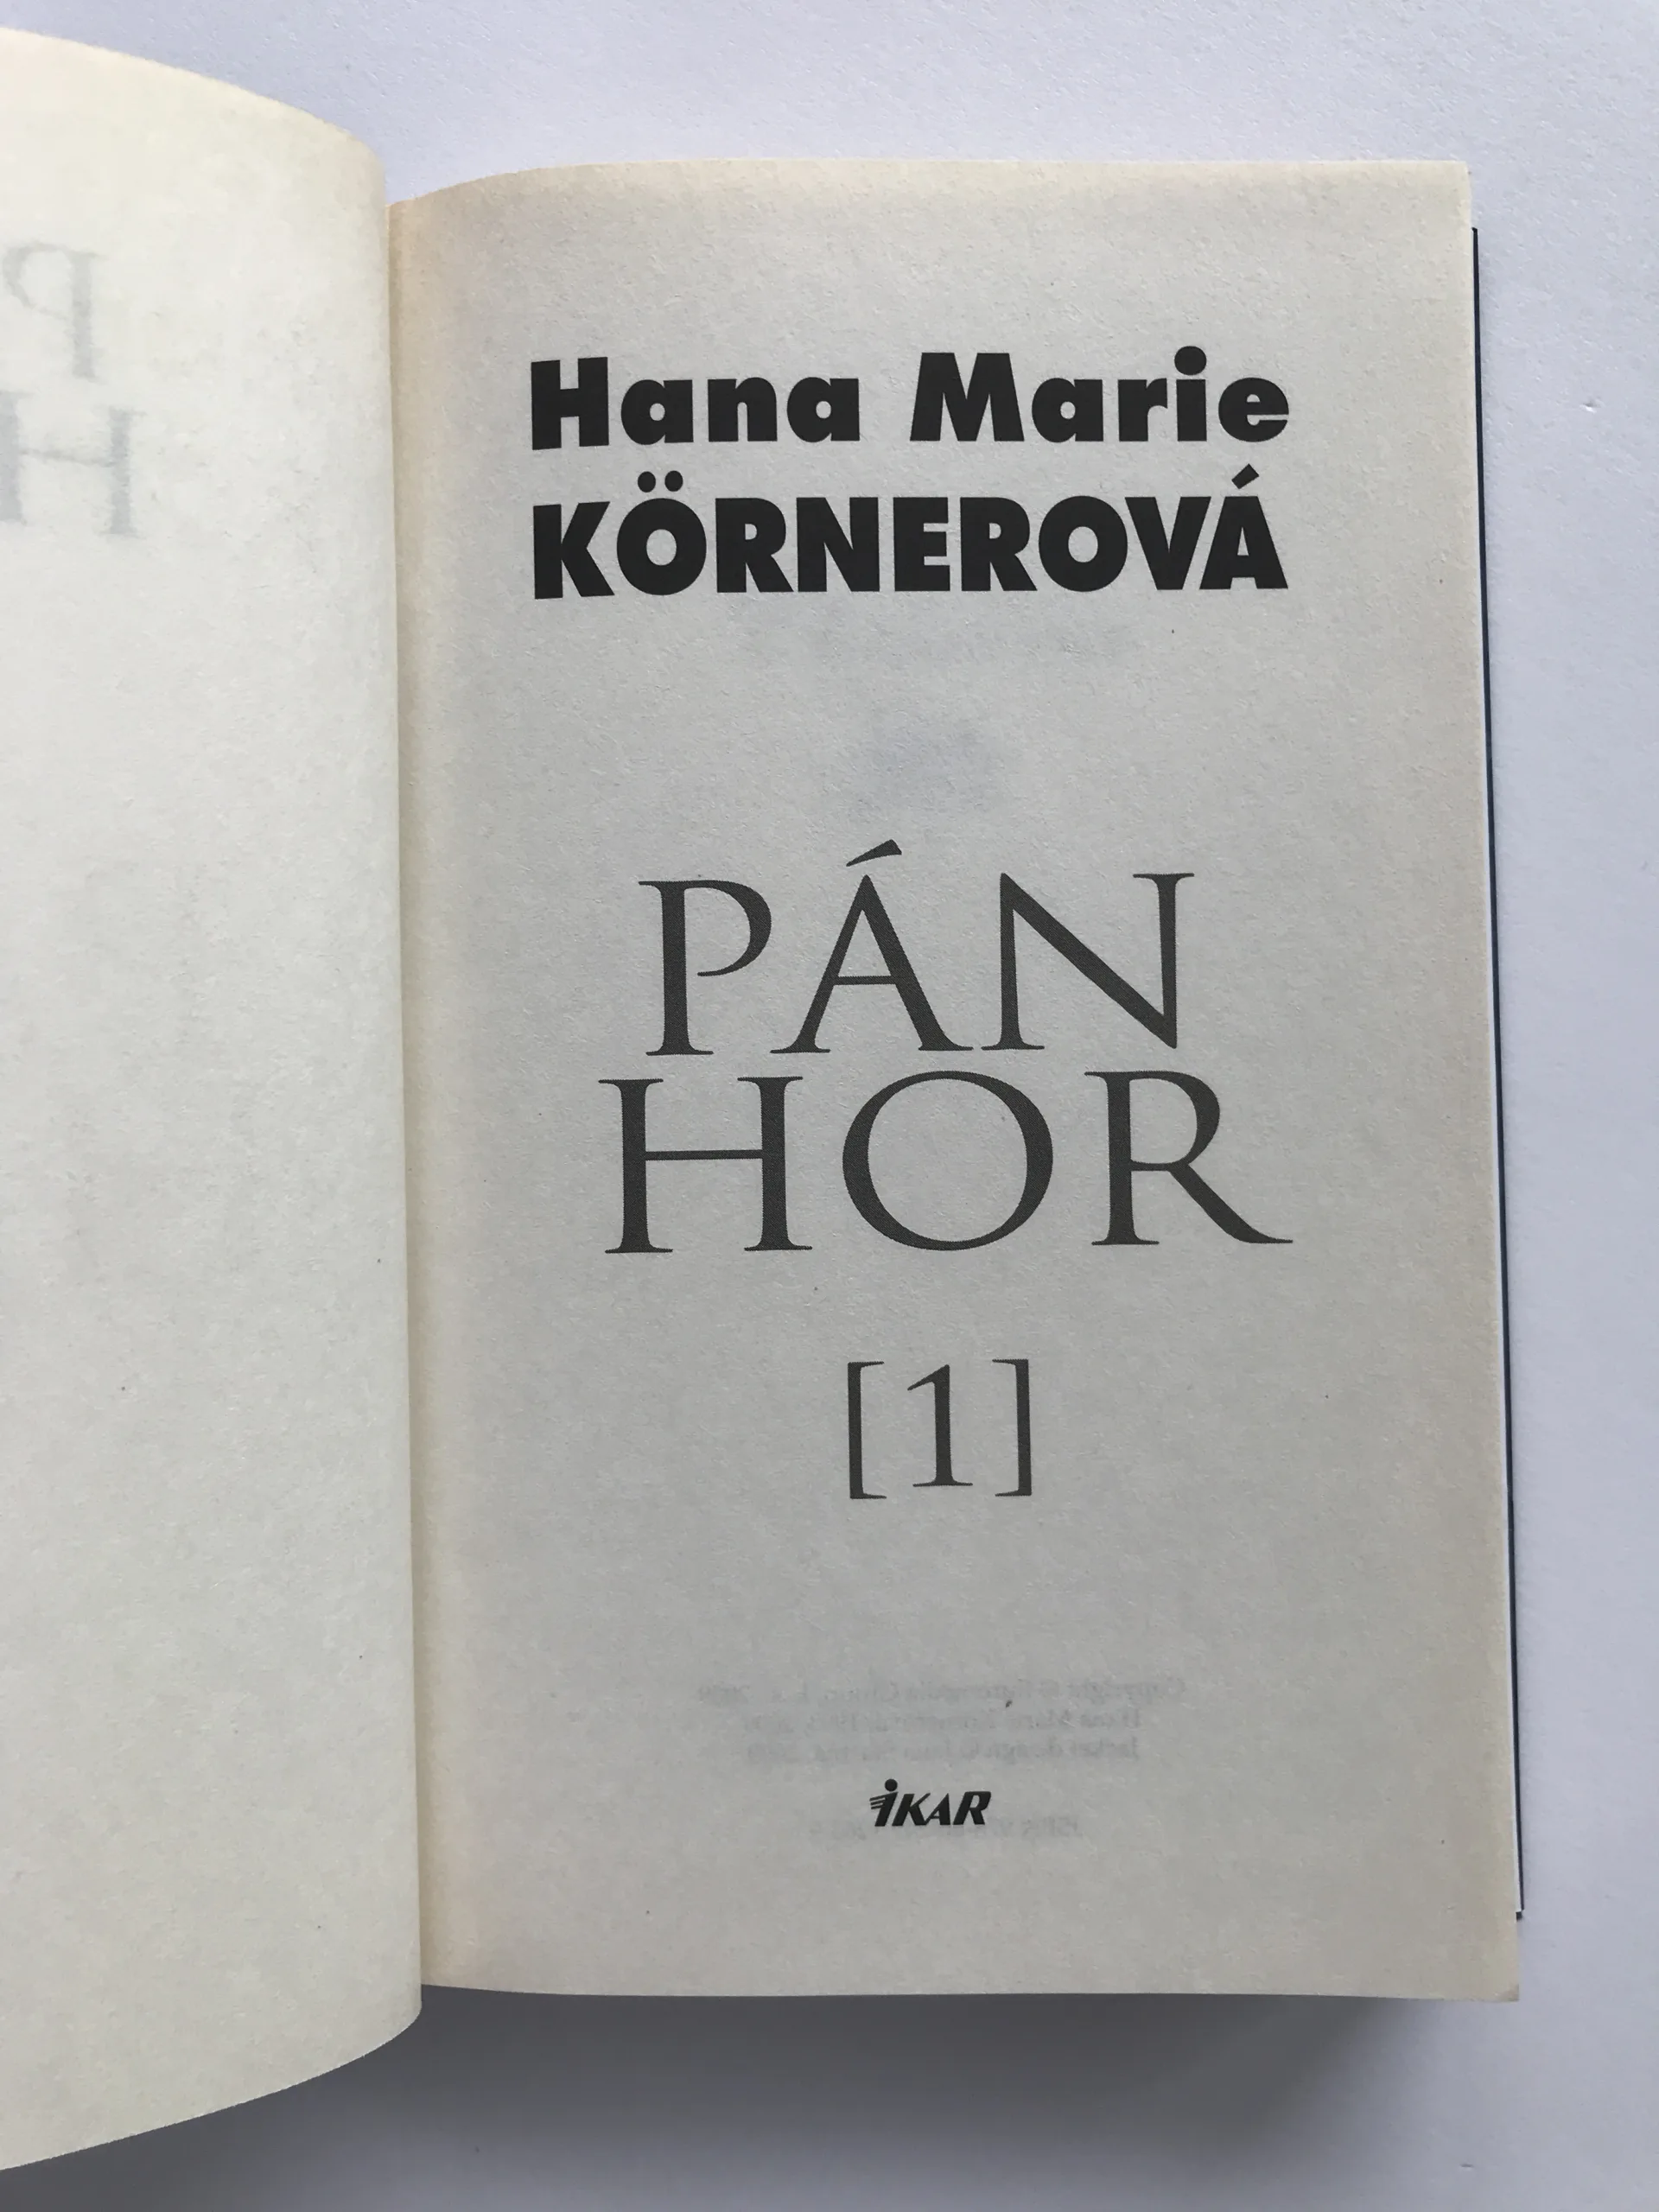 Hana Marie
KÖRNEROVÁ
PÁN
HOR
[1]
IKAR